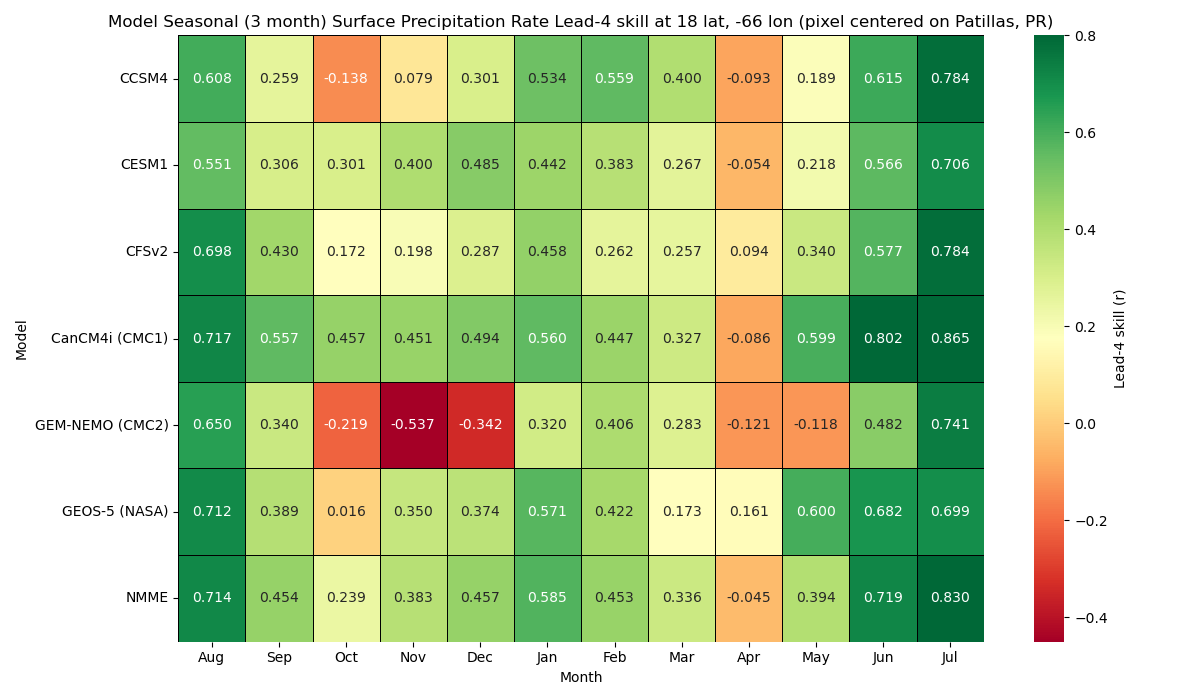 Model Seasonal (3 month) Surface Precipitation Rate Lead-4 skill at 18 lat, -66 lon (pixel centered on Patillas, PR)
CCSM4 0.608 0.259 -0.138 0.079 0.301 0.534 0.559 0.400 -0.093 0.189 0.615 0.784
CESM1 0.551 0.306 0.301 0.400 0.485 0.442 0.383 0.267 -0.054 0.218 0.566 0.706
CFSv2 0.698 0.430 0.172 0.198 0.287 0.458 0.262 0.257 0.094 0.340 0.577 0.784
CanCM4i (CMC1) 0.717 0.557 0.457 0.451 0.494 0.560 0.447 0.327 -0.086 0.599 0.802 0.865
GEM-NEMO (CMC2) 0.650 0.340 -0.219 -0.537 -0.342 0.320 0.406 0.283 -0.121 -0.118 0.482 0.741
GEOS-5 (NASA) 0.712 0.389 0.016 0.350 0.374 0.571 0.422 0.173 0.161 0.600 0.682 0.699
NMME 0.714 0.454 0.239 0.383 0.457 0.585 0.453 0.336 -0.045 0.394 0.719 0.830
Aug Sep Oct Nov Dec Jan Feb Mar Apr May Jun Jul
Month
Model
0.8
0.6
0.4
0.2
0.0
−0.2
−0.4
Lead-4 skill (r)